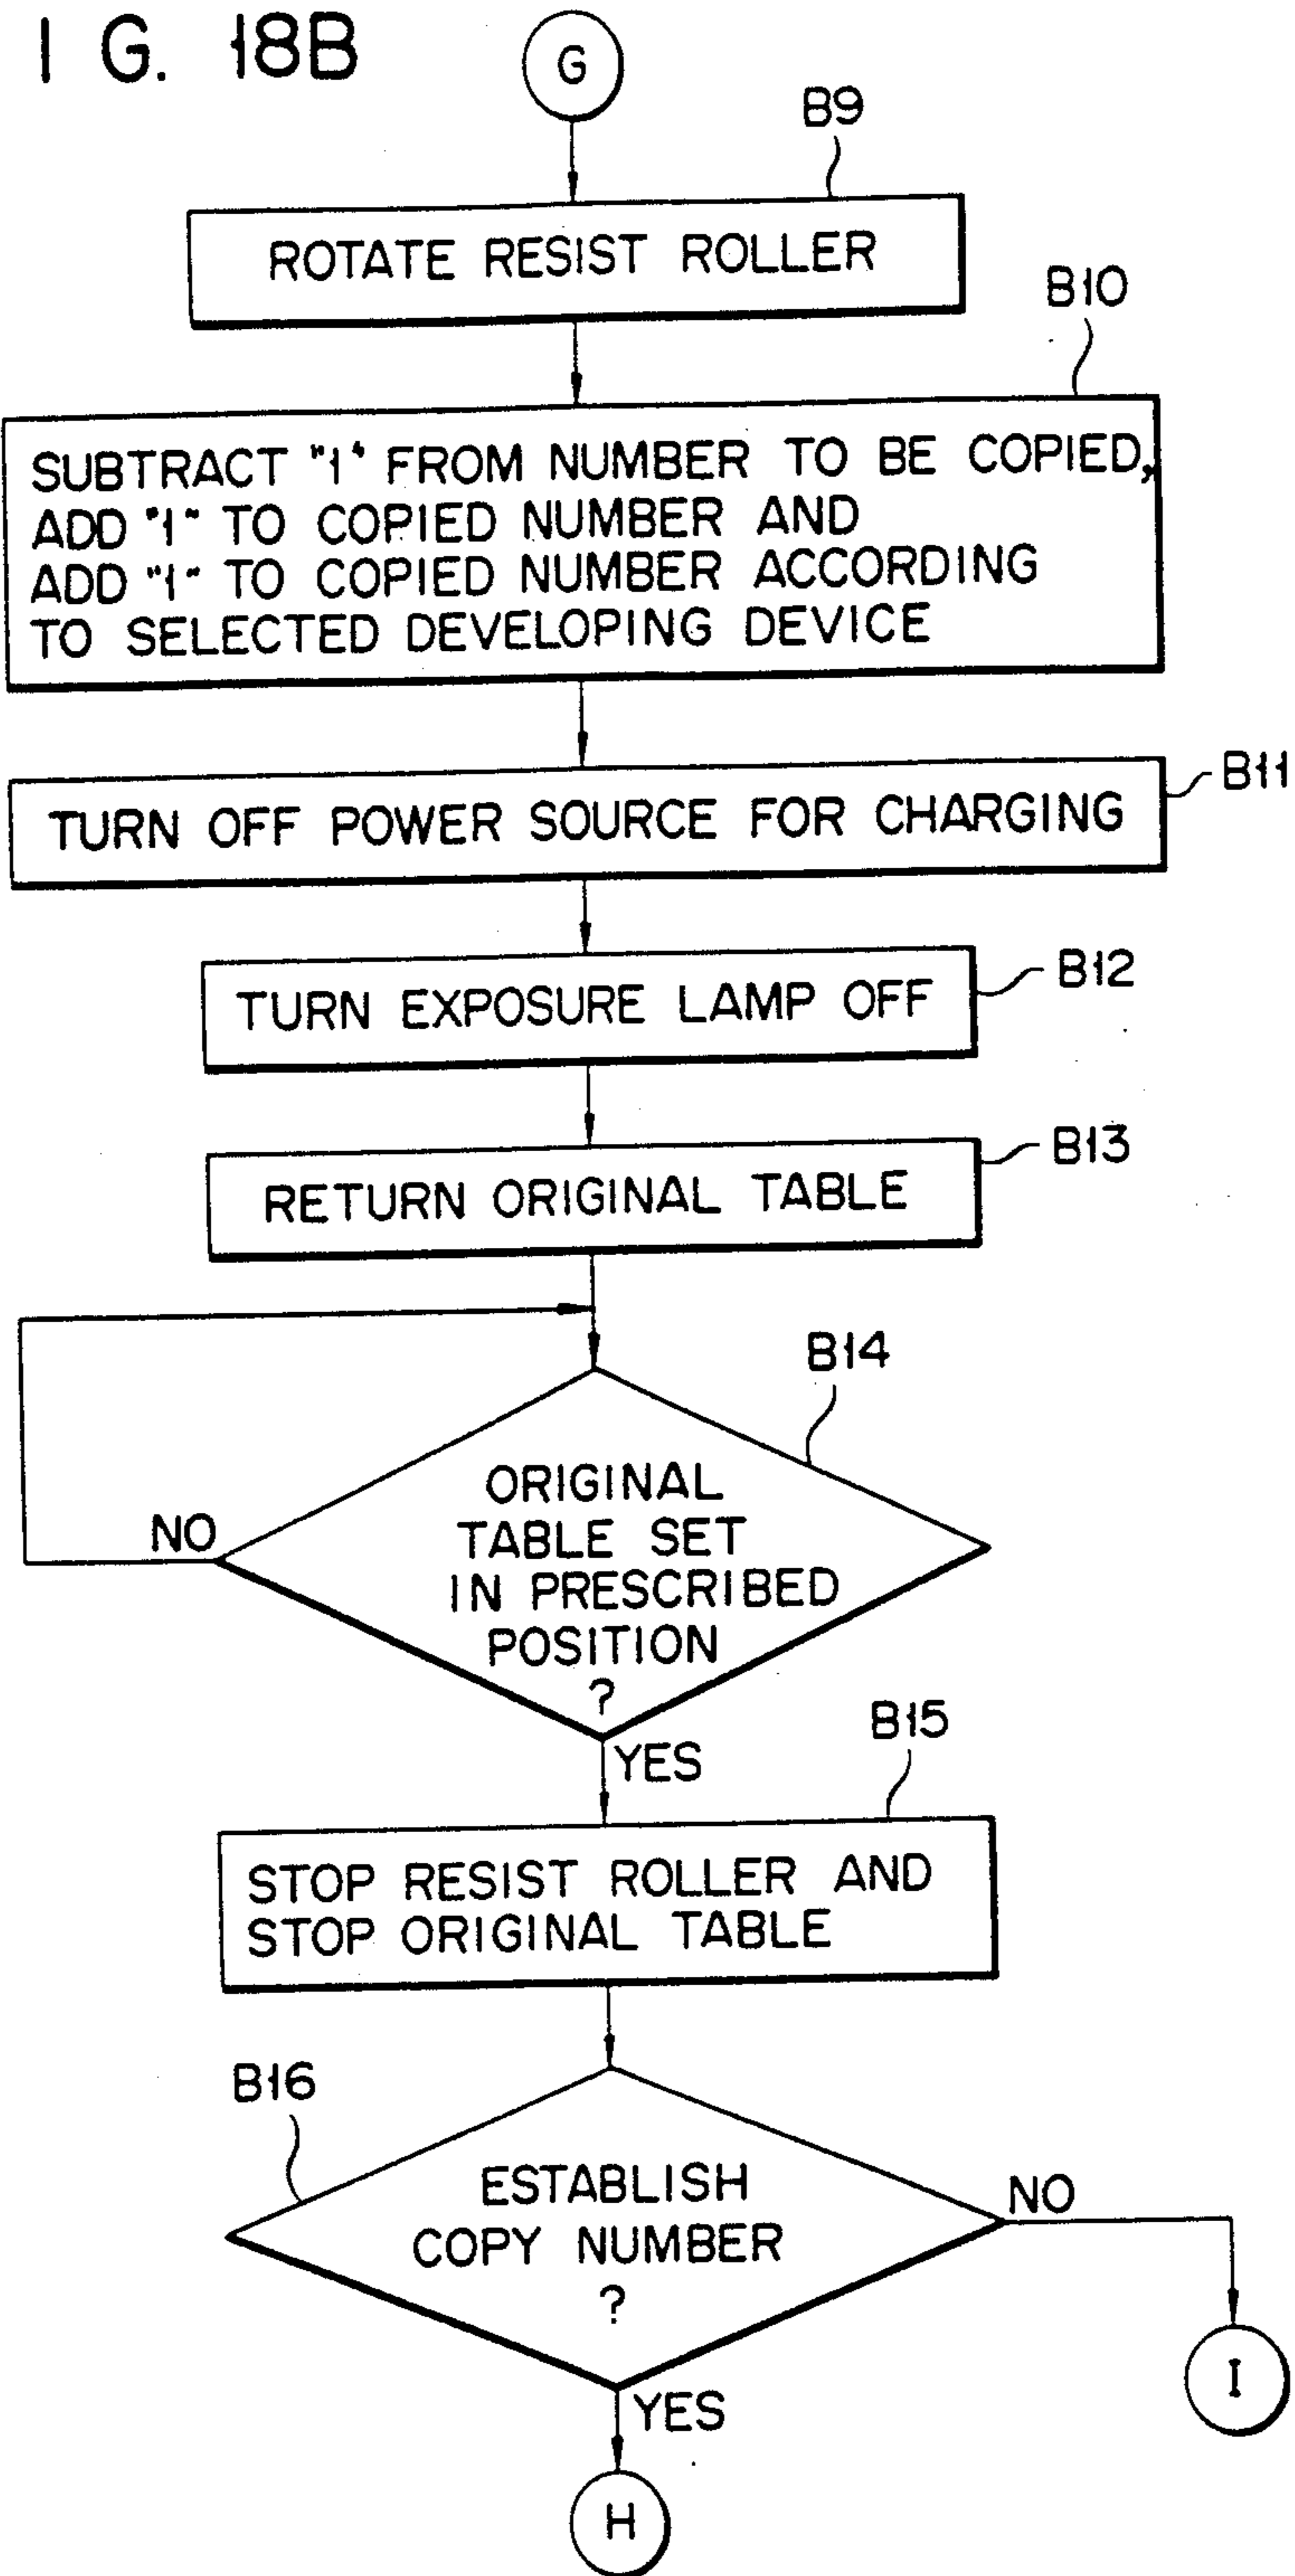 I G. 18B
G
B9
ROTATE RESIST ROLLER
B10
SUBTRACT "1" FROM NUMBER TO BE COPIED,
ADD "1" TO COPIED NUMBER AND
ADD "1" TO COPIED NUMBER ACCORDING
TO SELECTED DEVELOPING DEVICE
B11
TURN OFF POWER SOURCE FOR CHARGING
B12
TURN EXPOSURE LAMP OFF
B13
RETURN ORIGINAL TABLE
B14
ORIGINAL
TABLE SET
IN PRESCRIBED
POSITION
?
NO
YES
B15
STOP RESIST ROLLER AND
STOP ORIGINAL TABLE
B16
ESTABLISH
COPY NUMBER
?
NO
I
YES
H